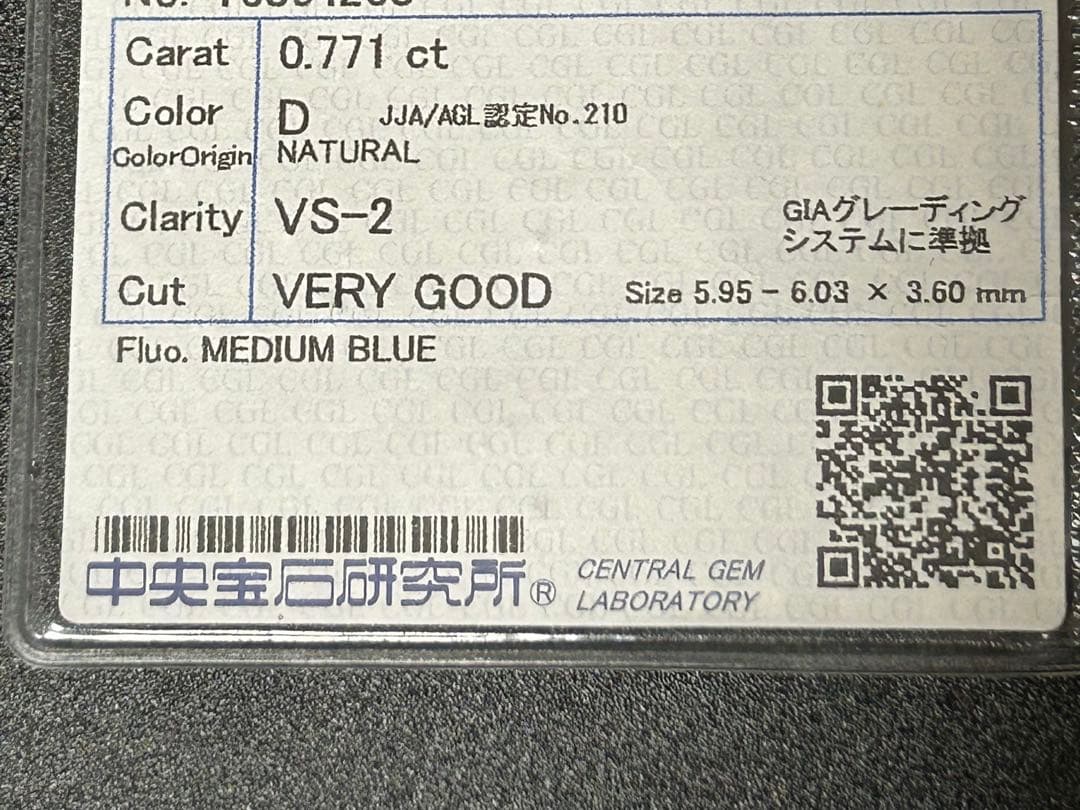 Carat 0.771 ct
Color D JJA/AGL認定No.210
ColorOrigin NATURAL
Clarity VS-2 GIAグレーディング
システムに準拠
Cut VERY GOOD Size 5.95 - 6.03 × 3.60 mm
Fluo. MEDIUM BLUE
中央宝石研究所® CENTRAL GEM
LABORATORY